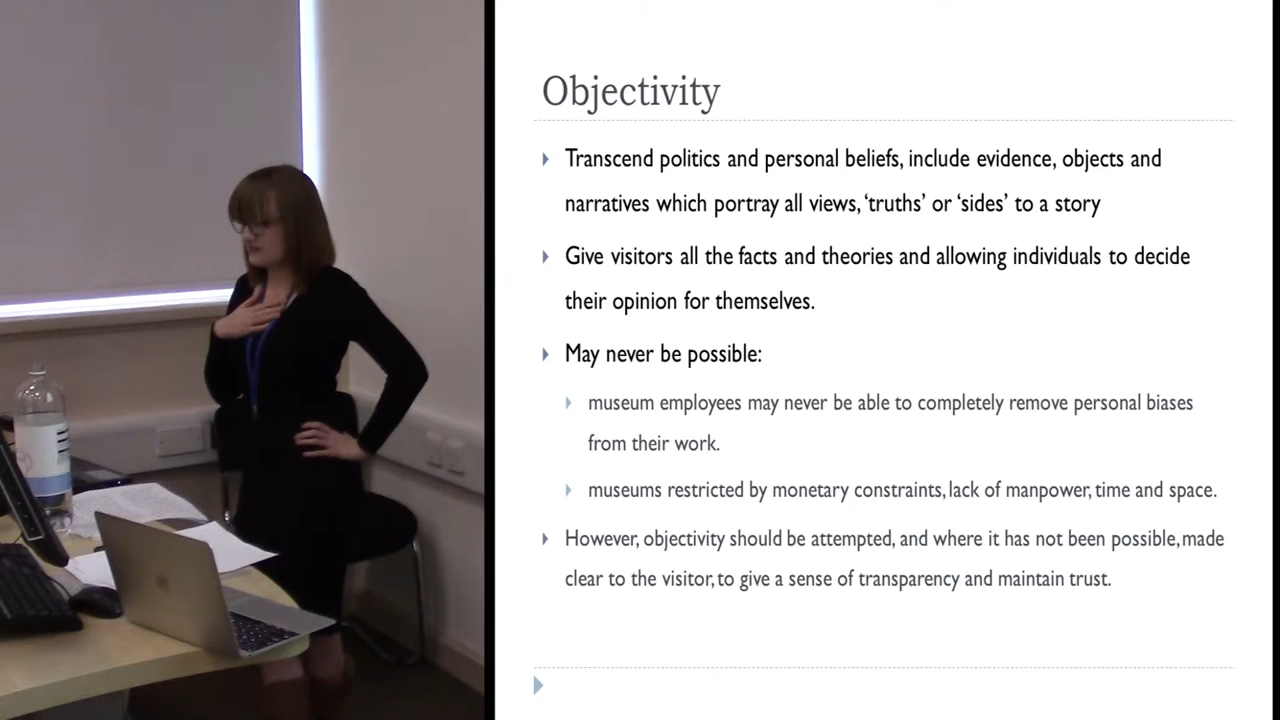 Objectivity
Transcend politics and personal beliefs, include evidence, objects and
narratives which portray all views, ‘truths’ or ‘sides’ to a story
Give visitors all the facts and theories and allowing individuals to decide
their opinion for themselves.
May never be possible:
museum employees may never be able to completely remove personal biases
from their work.
museums restricted by monetary constraints, lack of manpower, time and space.
However, objectivity should be attempted, and where it has not been possible, made
clear to the visitor, to give a sense of transparency and maintain trust.